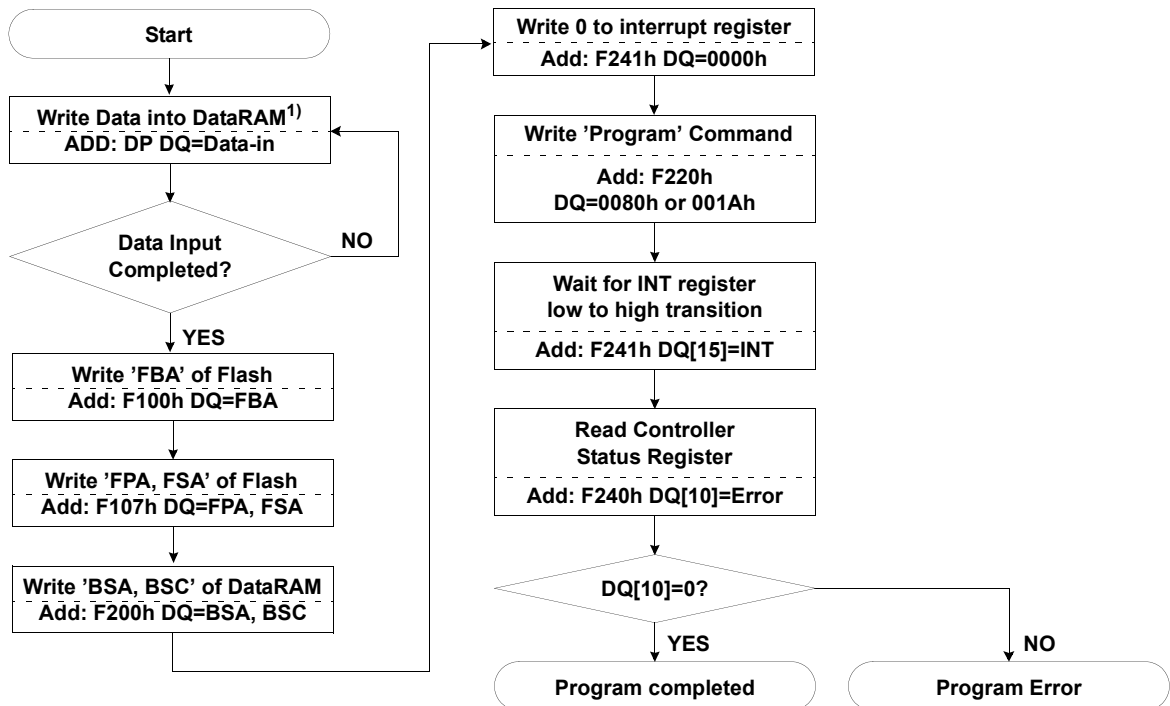 Start
Write Data into DataRAM1)
ADD: DP DQ=Data-in
Data Input
Completed?
NO
YES
Write ’FBA’ of Flash
Add: F100h DQ=FBA
Write ’FPA, FSA’ of Flash
Add: F107h DQ=FPA, FSA
Write ’BSA, BSC’ of DataRAM
Add: F200h DQ=BSA, BSC
Write 0 to interrupt register
Add: F241h DQ=0000h
Write ’Program’ Command
Add: F220h
DQ=0080h or 001Ah
Wait for INT register
low to high transition
Add: F241h DQ[15]=INT
Read Controller
Status Register
Add: F240h DQ[10]=Error
DQ[10]=0?
YES
NO
Program completed
Program Error